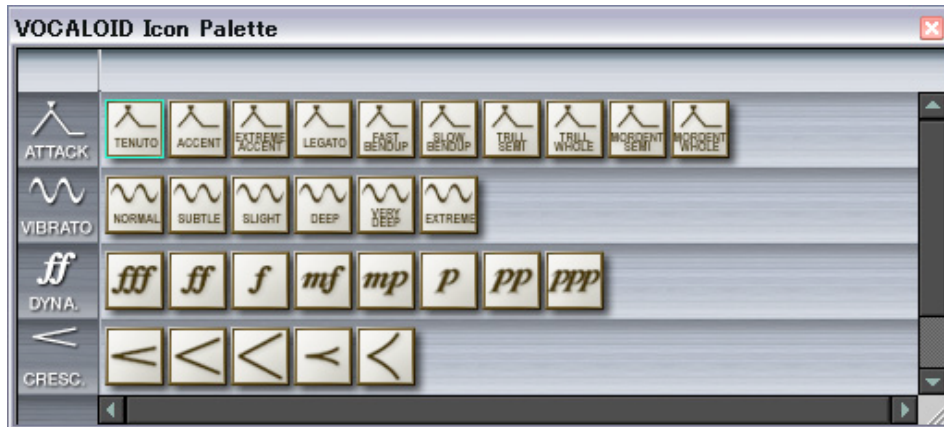 VOCALOID Icon Palette
ATTACK
TENUTO ACCENT EXTREME ACCENT LEGATO FAST BENDUP SLOW BENDUP TRILL SEMI TRILL WHOLE MORDENT SEMI MORDENT WHOLE
VIBRATO
NORMAL SUBTLE SLIGHT DEEP VERY DEEP EXTREME
ff
DYNA.
fff ff f mf mp p pp ppp
CRESC.